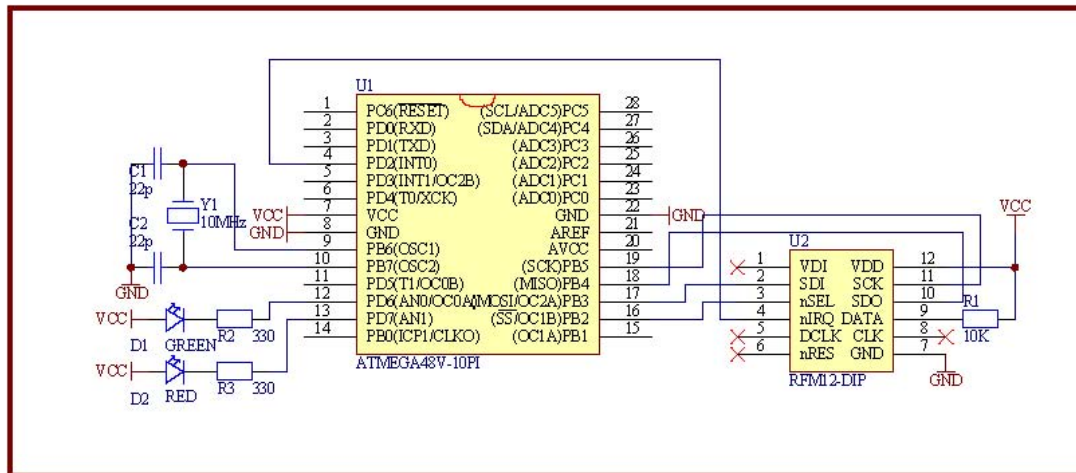 U1
1 PC6(RESET) (SCL/ADC5)PC5 28
2 PD0(RXD) (SDA/ADC4)PC4 27
3 PD1(TXD) (ADC3)PC3 26
4 PD2(INT0) (ADC2)PC2 25
5 PD3(INT1/OC2B) (ADC1)PC1 24
6 PD4(T0/XCK) (ADC0)PC0 23
7 VCC GND 22
8 GND AREF 21
9 PB6(OSC1) AVCC 20
10 PB7(OSC2) (SCK)PB5 19
11 PD5(T1/OC0B) (MISO)PB4 18
12 PD6(AN0/OC0A) (MOSI/OC2A)PB3 17
13 PD7(AN1) (SS/OC1B)PB2 16
14 PB0(ICP1/CLKO) (OC1A)PB1 15
ATMEGA48V-10PI
C1
22p
Y1
10MHz
C2
22p
GND
VCC
GND
GND
VCC
D1 GREEN
R2 330
VCC
D2 RED
R3 330
U2
1 VDI VDD 12
2 SDI SCK 11
3 nSEL SDO 10
4 nIRQ DATA 9
5 DCLK CLK 8
6 nRES GND 7
RFM12-DIP
VCC
R1
10K
GND